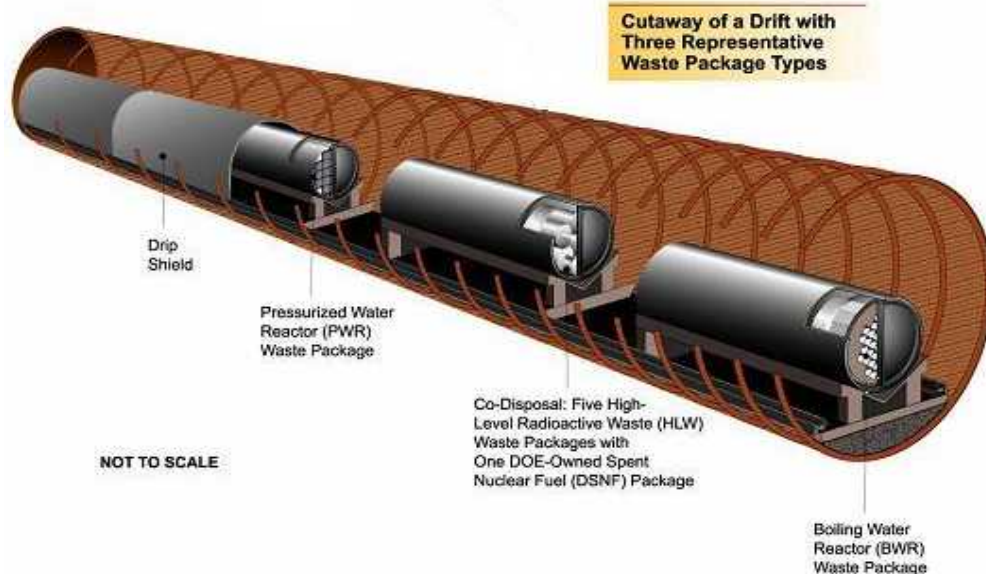 Cutaway of a Drift with
Three Representative
Waste Package Types
Drip
Shield
Pressurized Water
Reactor (PWR)
Waste Package
Co-Disposal: Five High-
Level Radioactive Waste (HLW)
Waste Packages with
One DOE-Owned Spent
Nuclear Fuel (DSNF) Package
NOT TO SCALE
Boiling Water
Reactor (BWR)
Waste Package